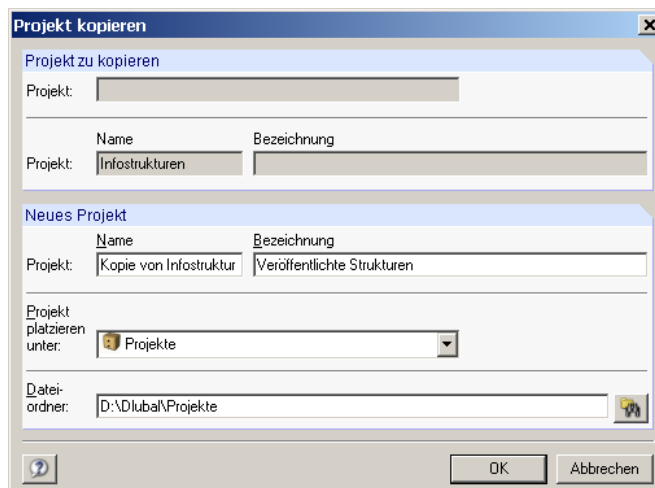 Projekt kopieren
Projekt zu kopieren
Projekt:
Name Bezeichnung
Projekt: Infostrukturen
Neues Projekt
Name Bezeichnung
Projekt: Kopie von Infostruktur Veröffentlichte Strukturen
Projekt
platzieren
unter: Projekte
Datei-
ordner: D:\Dlubal\Projekte
OK Abbrechen